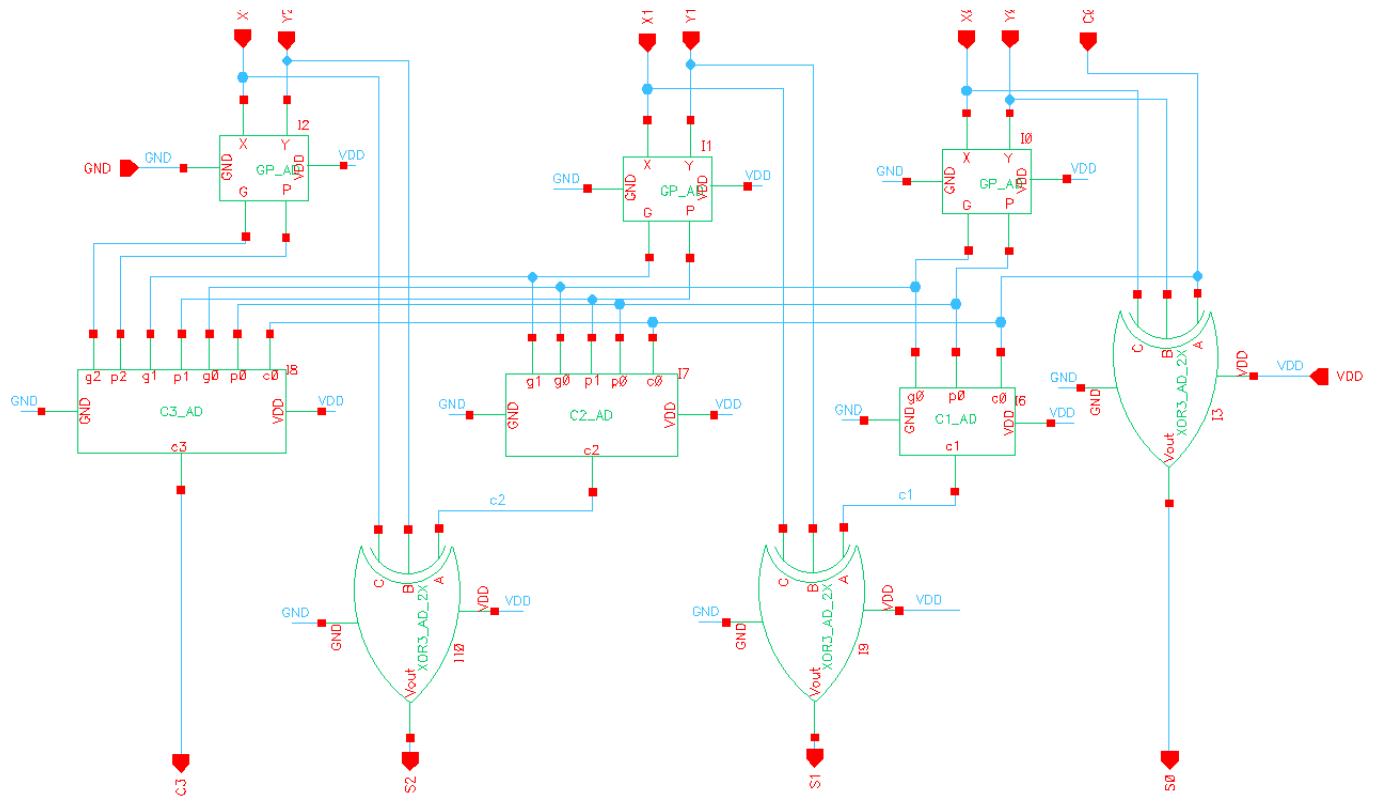 X
Y2
X1
Y1
X0
Y0
C0
I2
X Y
GND
GND
GND
GP_AD
VDD
VDD
G P
I1
X Y
GND
GND
GP_AD
VDD
VDD
G P
I0
X Y
GND
GND
GP_AD
VDD
VDD
G P
g2 p2 g1 p1 g0 p0 c0
I8
GND
GND
C3_AD
VDD
VDD
c3
g1 g0 p1 p0 c0
I7
GND
GND
C2_AD
VDD
VDD
c2
g0 p0 c0
I6
GND
GND
C1_AD
VDD
VDD
c1
C B A
GND
GND
XOR3_AD_2X
VDD
VDD
VDD
I3
Vout
c2
C B A
GND
GND
XOR3_AD_2X
VDD
VDD
I10
Vout
c1
C B A
GND
GND
XOR3_AD_2X
VDD
VDD
I9
Vout
C3
S2
S1
S0